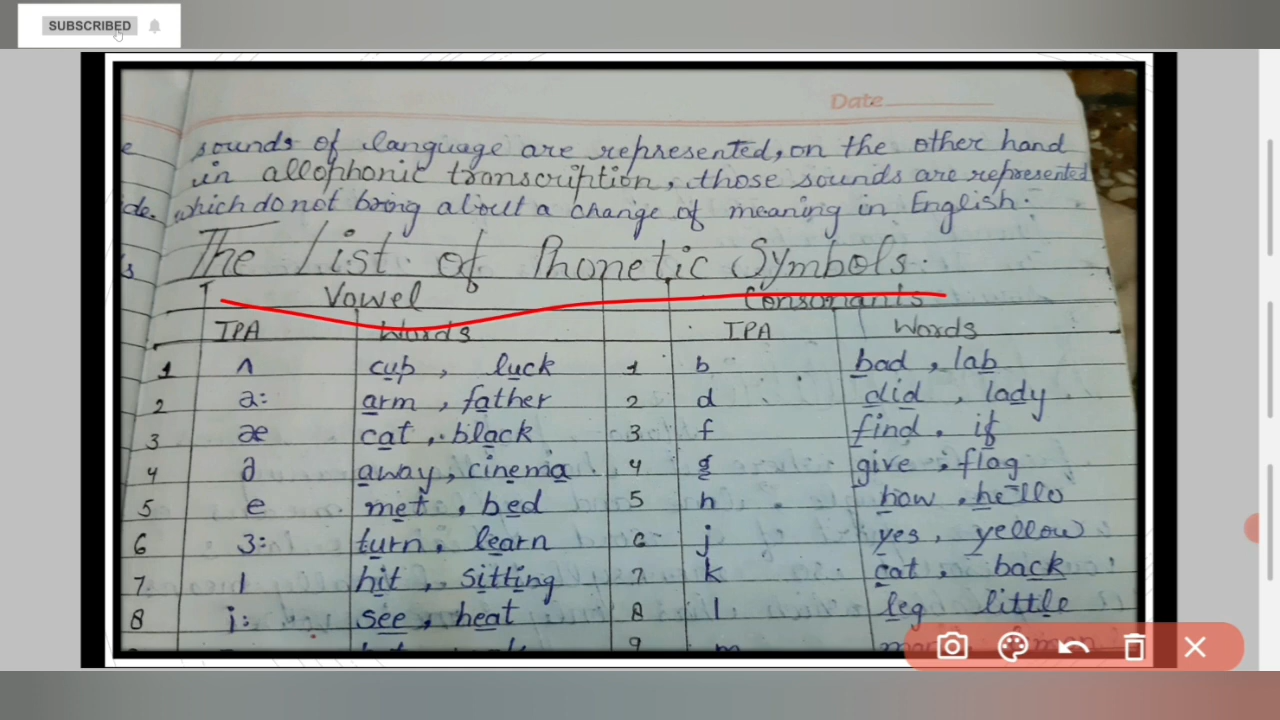 SUBSCRIBED
Date
e sounds of language are represented, on the other hand
in allophonic transcription, those sounds are represented
de. which do not bring about a change of meaning in English.
s The List of Phonetic Symbols.
Vowel Consonants
IPA Words IPA Words
1 ʌ cup, luck 1 b bad, lab
2 a: arm, father 2 d did, lady
3 æ cat, black 3 f find, if
4 ə away, cinema 4 g give, flag
5 e met, bed 5 h how, hello
6 3: turn, learn 6 j yes, yellow
7. I hit, sitting 7 k cat, back
8 i: see, heat 8 l leg little
9 m